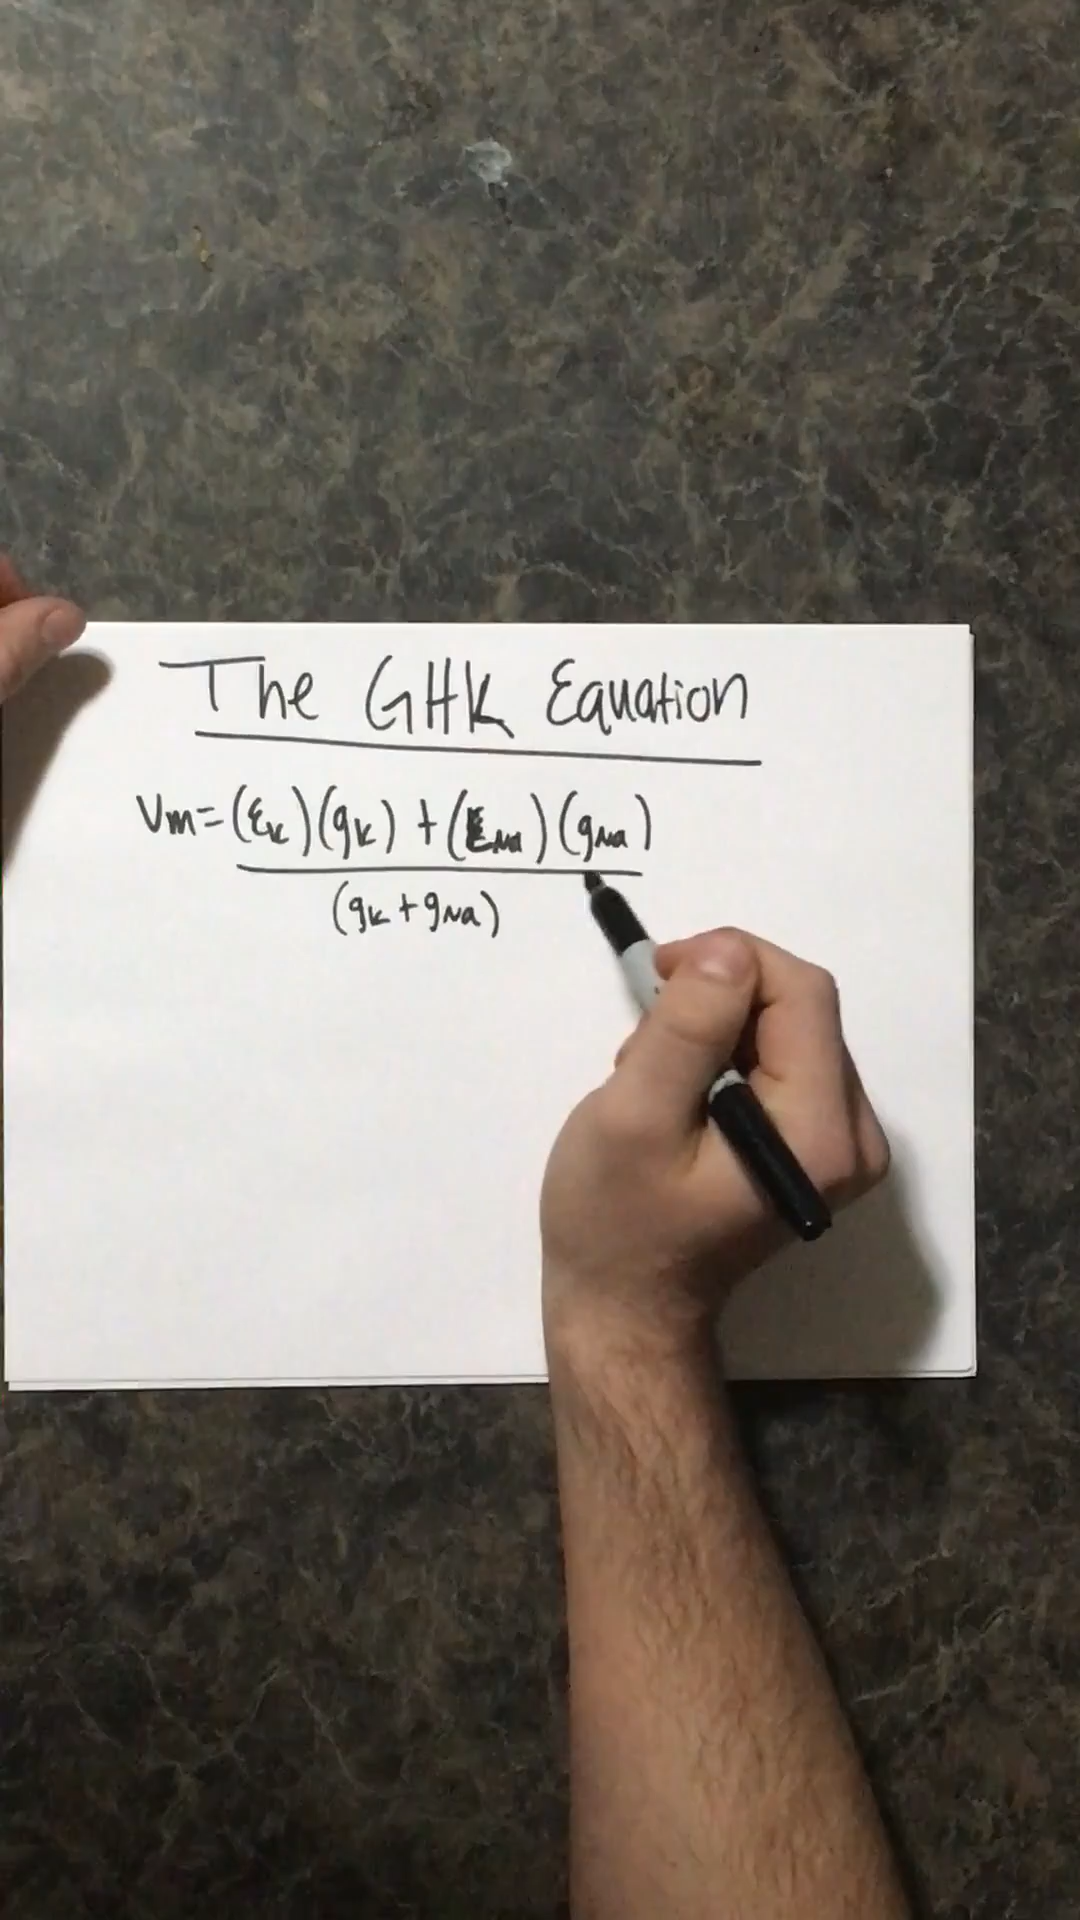 The GHK Equation
Vm=(EK)(gK) + (ENa)(gNa)
(gK + gNa)